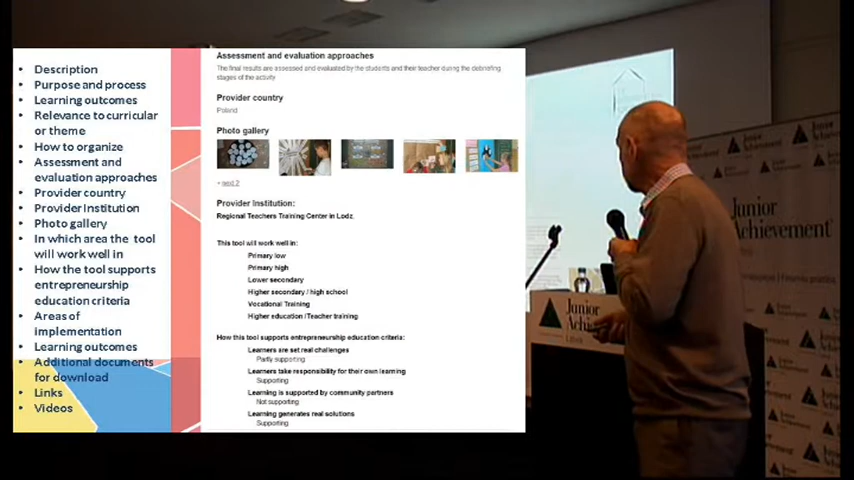 • Description
• Purpose and process
• Learning outcomes
• Relevance to curricular
or theme
• How to organize
• Assessment and
evaluation approaches
• Provider country
• Provider Institution
• Photo gallery
• In which area the tool
will work well in
• How the tool supports
entrepreneurship
education criteria
• Areas of
implementation
• Learning outcomes
• Additional documents
for download
• Links
• Videos
Assessment and evaluation approaches
The final results are assessed and evaluated by the students and their teacher during the debriefing
stages of the activity
Provider country
Poland
Photo gallery
Provider Institution:
Regional Teachers Training Center in Lodz.
This tool will work well in:
Primary low
Primary high
Lower secondary
Higher secondary / high school
Vocational Training
Higher education /Teacher training
How this tool supports entrepreneurship education criteria:
Learners are set real challenges
Partly supporting
Learners take responsibility for their own learning
Supporting
Learning is supported by community partners
Not supporting
Learning generates real solutions
Supporting
Junior
Achievement
Junior